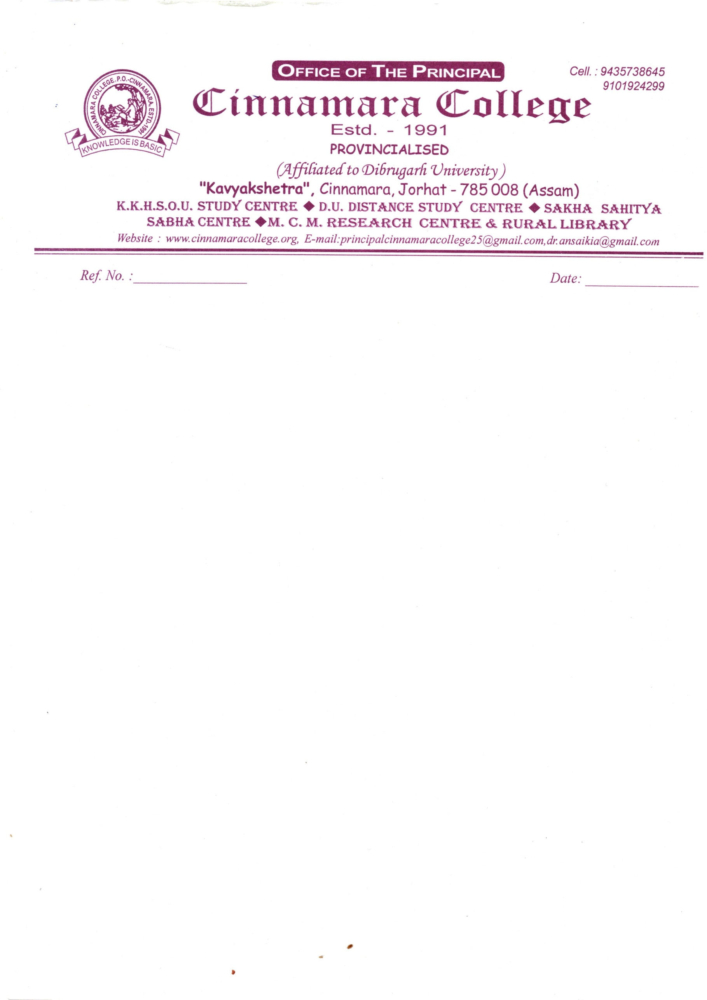 OFFICE OF THE PRINCIPAL
Cell. : 9435738645
9101924299
CINNAMARA COLLEGE, P.O.-CINNAMARA, ESTD-1991
KNOWLEDGE IS BASIC
Cinnamara College
Estd. - 1991
PROVINCIALISED
(Affiliated to Dibrugarh University)
"Kavyakshetra", Cinnamara, Jorhat - 785 008 (Assam)
K.K.H.S.O.U. STUDY CENTRE ◆ D.U. DISTANCE STUDY CENTRE ◆ SAKHA SAHITYA
SABHA CENTRE ◆M. C. M. RESEARCH CENTRE & RURAL LIBRARY
Website : www.cinnamaracollege.org, E-mail:principalcinnamaracollege25@gmail.com,dr.ansaikia@gmail.com
Ref. No. :
Date: